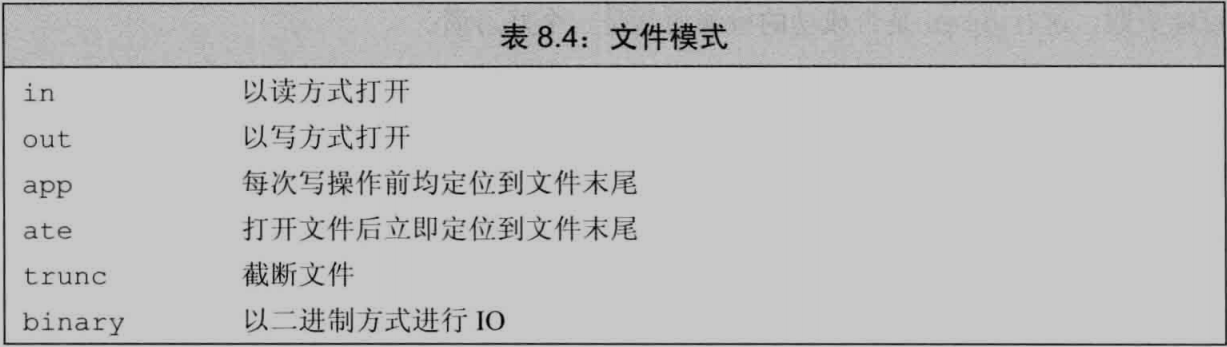 表 8.4：文件模式
in 以读方式打开
out 以写方式打开
app 每次写操作前均定位到文件末尾
ate 打开文件后立即定位到文件末尾
trunc 截断文件
binary 以二进制方式进行 IO